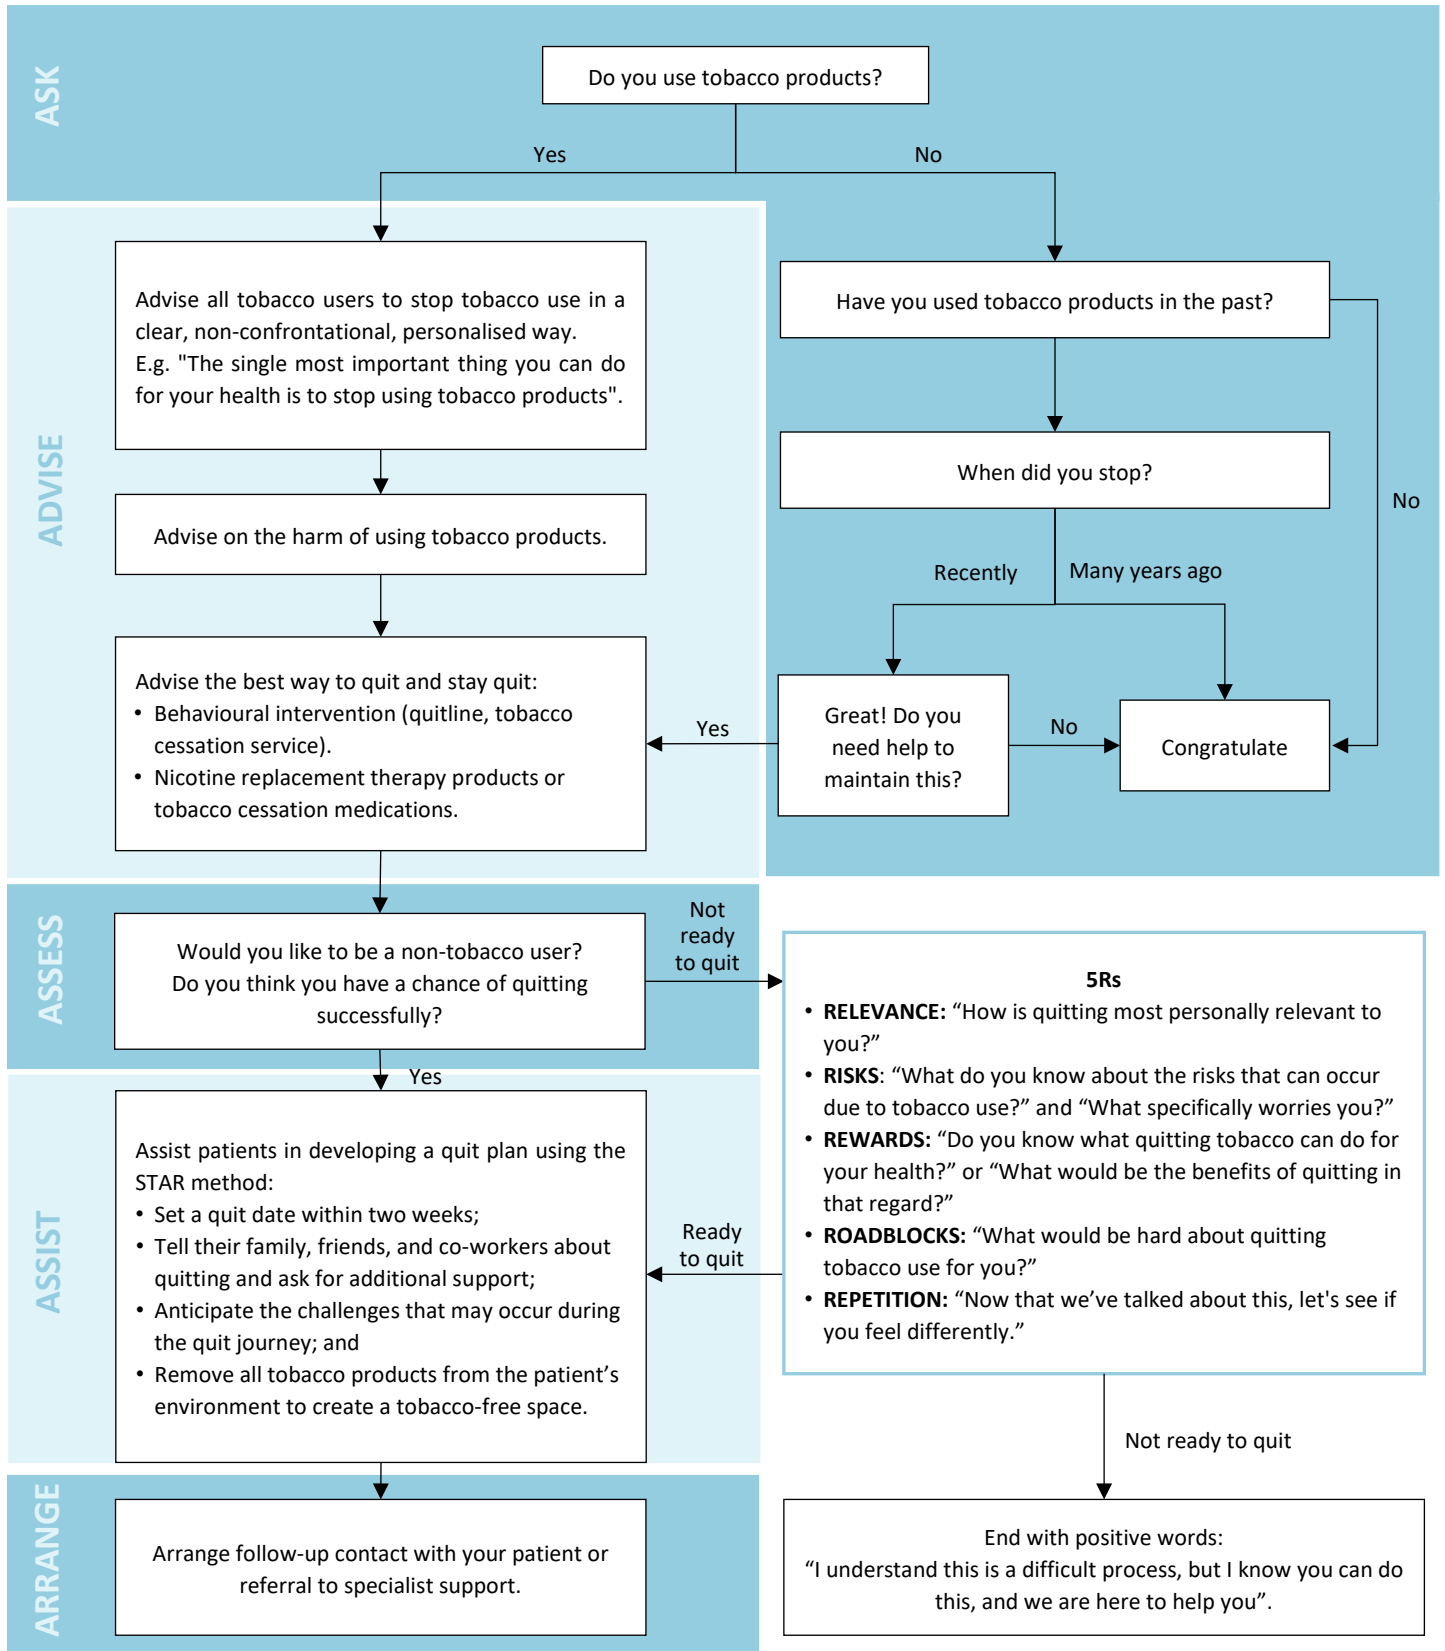 ASK
Do you use tobacco products?
Yes
No
ADVISE
Advise all tobacco users to stop tobacco use in a
clear, non-confrontational, personalised way.
E.g. "The single most important thing you can do
for your health is to stop using tobacco products".
Advise on the harm of using tobacco products.
Advise the best way to quit and stay quit:
• Behavioural intervention (quitline, tobacco
cessation service).
• Nicotine replacement therapy products or
tobacco cessation medications.
Have you used tobacco products in the past?
No
When did you stop?
Recently
Many years ago
Great! Do you
need help to
maintain this?
Yes
No
Congratulate
ASSESS
Would you like to be a non-tobacco user?
Do you think you have a chance of quitting
successfully?
Not
ready
to quit
Yes
5Rs
• RELEVANCE: “How is quitting most personally relevant to
you?”
• RISKS: “What do you know about the risks that can occur
due to tobacco use?” and “What specifically worries you?”
• REWARDS: “Do you know what quitting tobacco can do for
your health?” or “What would be the benefits of quitting in
that regard?”
• ROADBLOCKS: “What would be hard about quitting
tobacco use for you?”
• REPETITION: “Now that we’ve talked about this, let's see if
you feel differently.”
Ready
to quit
Not ready to quit
ASSIST
Assist patients in developing a quit plan using the
STAR method:
• Set a quit date within two weeks;
• Tell their family, friends, and co-workers about
quitting and ask for additional support;
• Anticipate the challenges that may occur during
the quit journey; and
• Remove all tobacco products from the patient’s
environment to create a tobacco-free space.
ARRANGE
Arrange follow-up contact with your patient or
referral to specialist support.
End with positive words:
“I understand this is a difficult process, but I know you can do
this, and we are here to help you”.